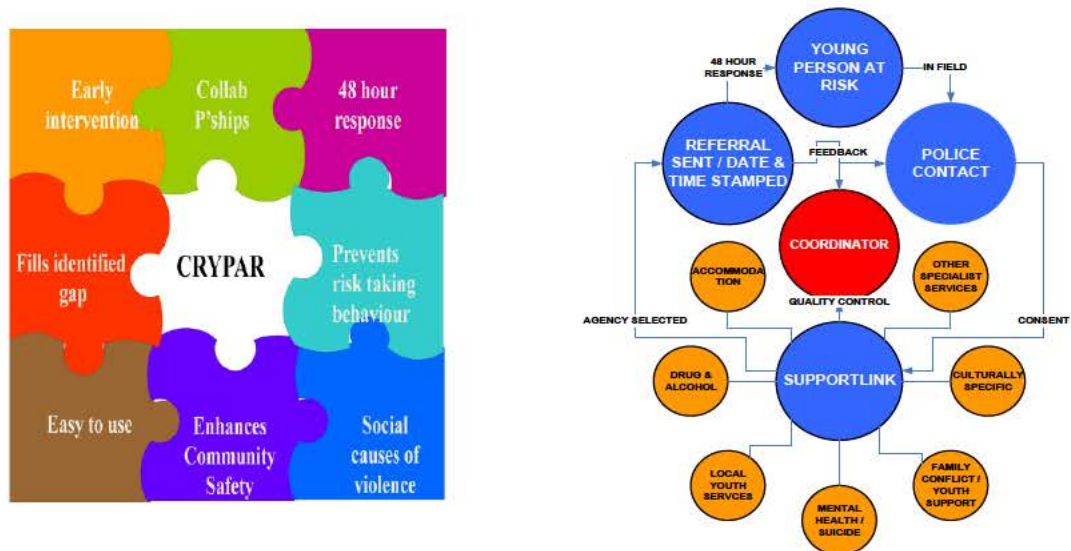 Early
intervention
Collab
P'ships
48 hour
response
Fills identified
gap
CRYPAR
Prevents
risk taking
behaviour
Easy to use
Enhances
Community
Safety
Social
causes of
violence
YOUNG
PERSON AT
RISK
48 HOUR
RESPONSE
IN FIELD
REFERRAL
SENT / DATE &
TIME STAMPED
FEEDBACK
POLICE
CONTACT
COORDINATOR
ACCOMMODA
TION
OTHER
SPECIALIST
SERVICES
QUALITY CONTROL
AGENCY SELECTED
CONSENT
DRUG &
ALCOHOL
SUPPORTLINK
CULTURALLY
SPECIFIC
LOCAL
YOUTH
SERVCES
MENTAL
HEALTH /
SUICIDE
FAMILY
CONFLICT /
YOUTH
SUPPORT